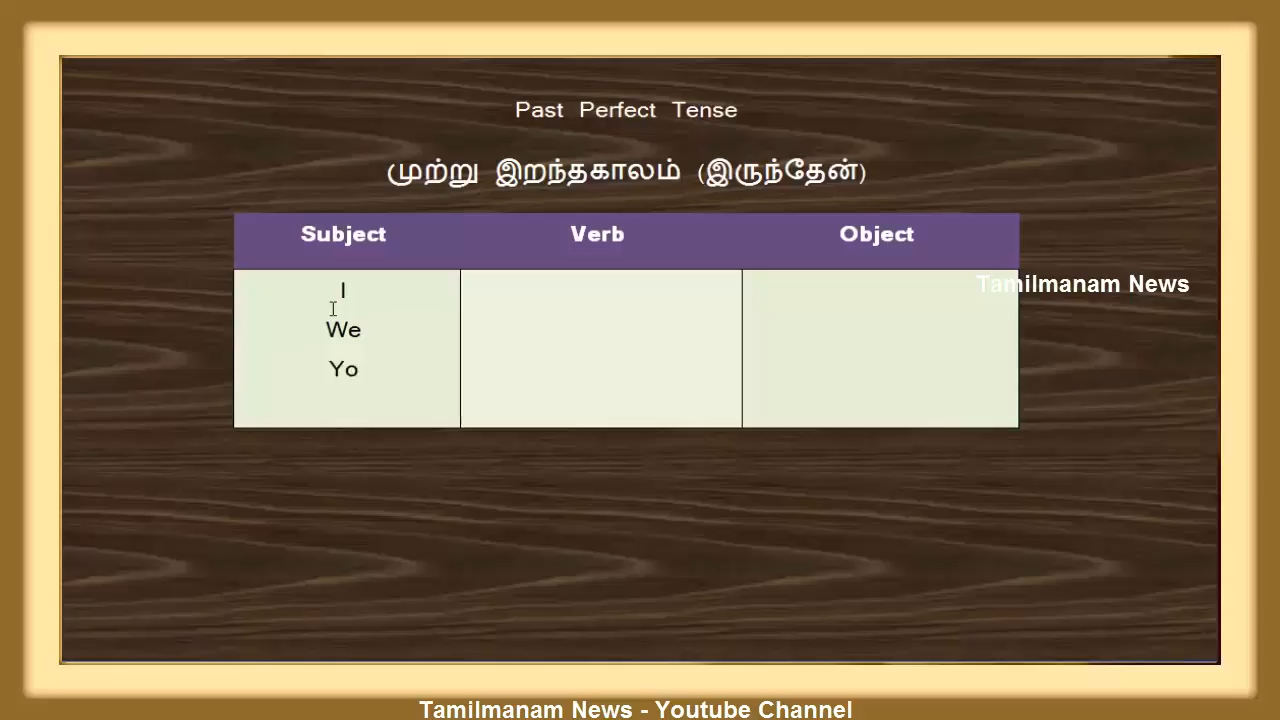 Past Perfect Tense
முற்று இறந்தகாலம் (இருந்தேன்)
Subject Verb Object
I
Tamilmanam News
We
Yo
Tamilmanam News - Youtube Channel